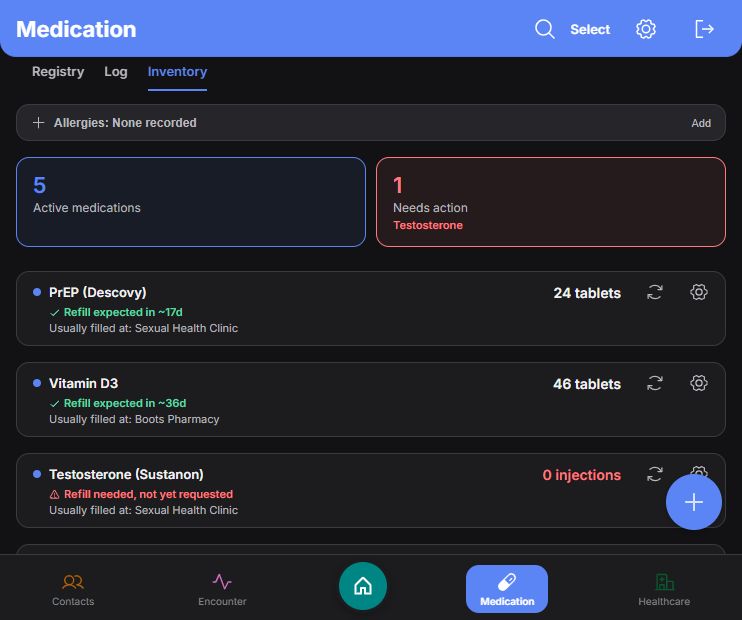 Medication
Select
Registry Log Inventory
Allergies: None recorded Add
5
Active medications
1
Needs action
Testosterone
PrEP (Descovy) 24 tablets
Refill expected in ~17d
Usually filled at: Sexual Health Clinic
Vitamin D3 46 tablets
Refill expected in ~36d
Usually filled at: Boots Pharmacy
Testosterone (Sustanon) 0 injections
Refill needed, not yet requested
Usually filled at: Sexual Health Clinic
Contacts Encounter Medication Healthcare